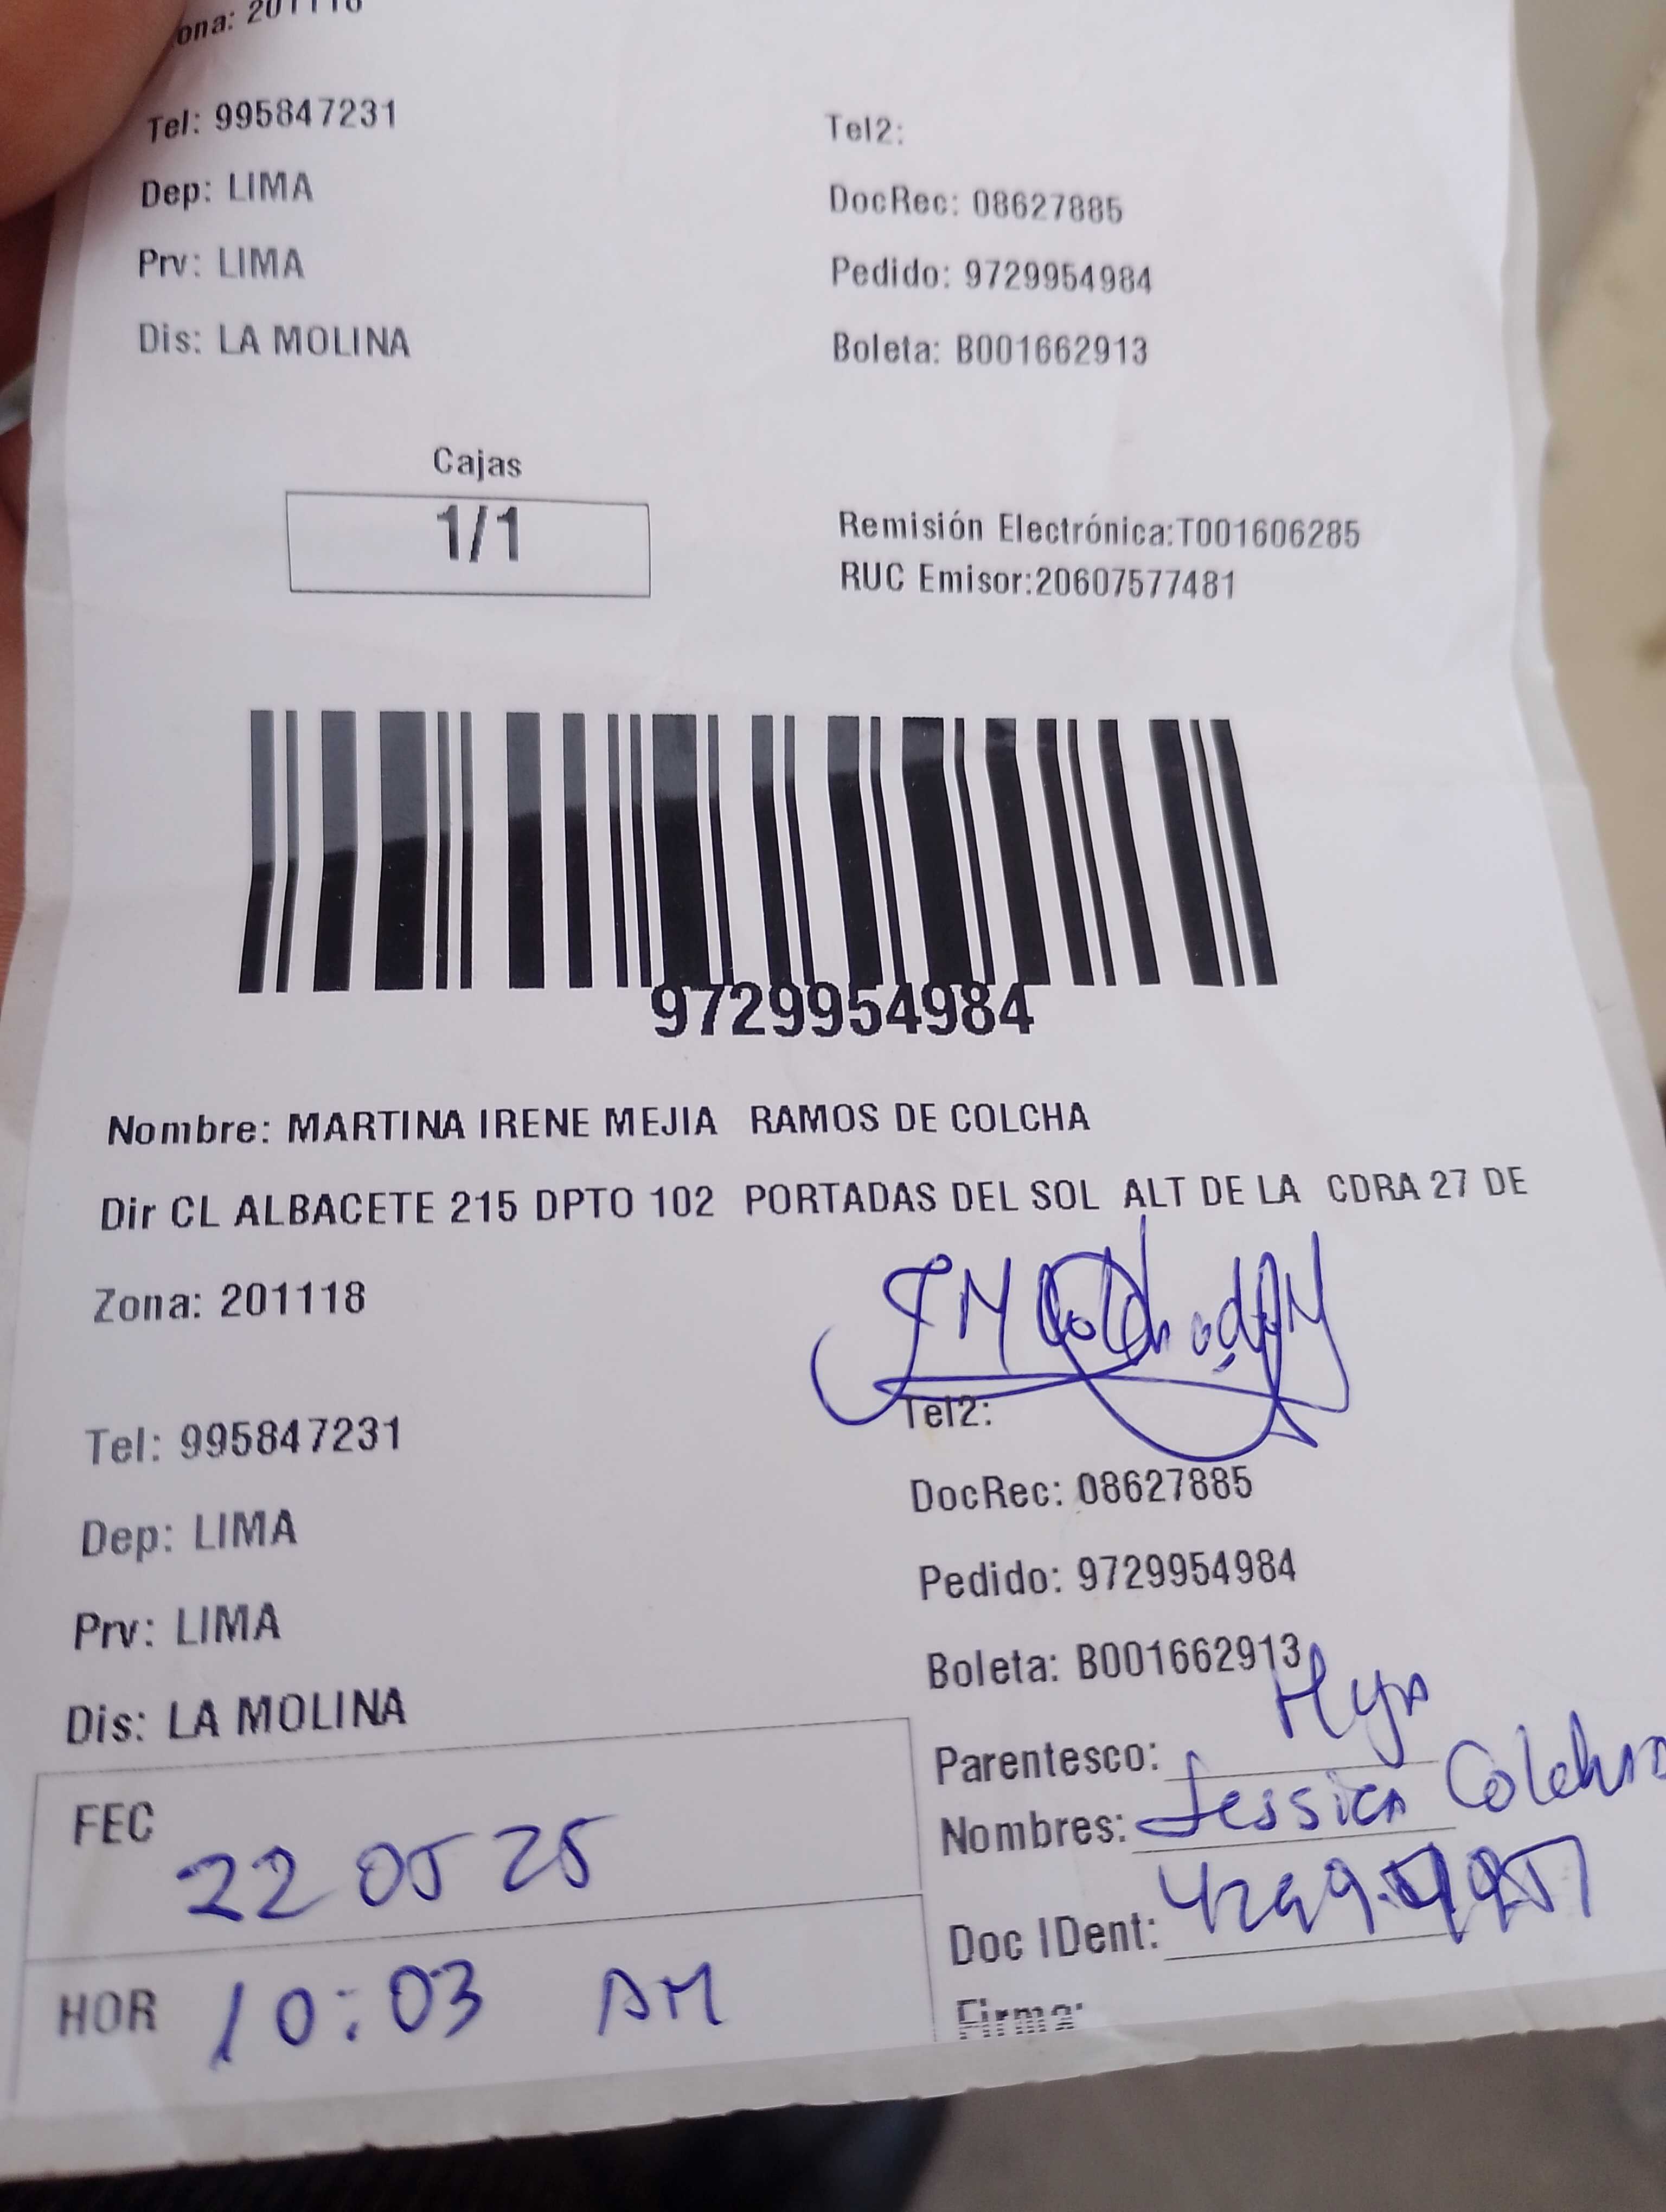 ona: 201118
Tel: 995847231
Tel2:
Dep: LIMA
DocRec: 08627885
Prv: LIMA
Pedido: 9729954984
Dis: LA MOLINA
Boleta: B001662913
Cajas
1/1
Remisión Electrónica:T001606285
RUC Emisor:20607577481
9729954984
Nombre: MARTINA IRENE MEJIA RAMOS DE COLCHA
Dir CL ALBACETE 215 DPTO 102 PORTADAS DEL SOL ALT DE LA CDRA 27 DE
Zona: 201118
Tel: 995847231
Tel2:
Dep: LIMA
DocRec: 08627885
Prv: LIMA
Pedido: 9729954984
Dis: LA MOLINA
Boleta: B001662913
Parentesco: Hija
Nombres: Jessica Colchado
FEC 22 05 25
Doc IDent:
HOR 10:03 AM
Firma: